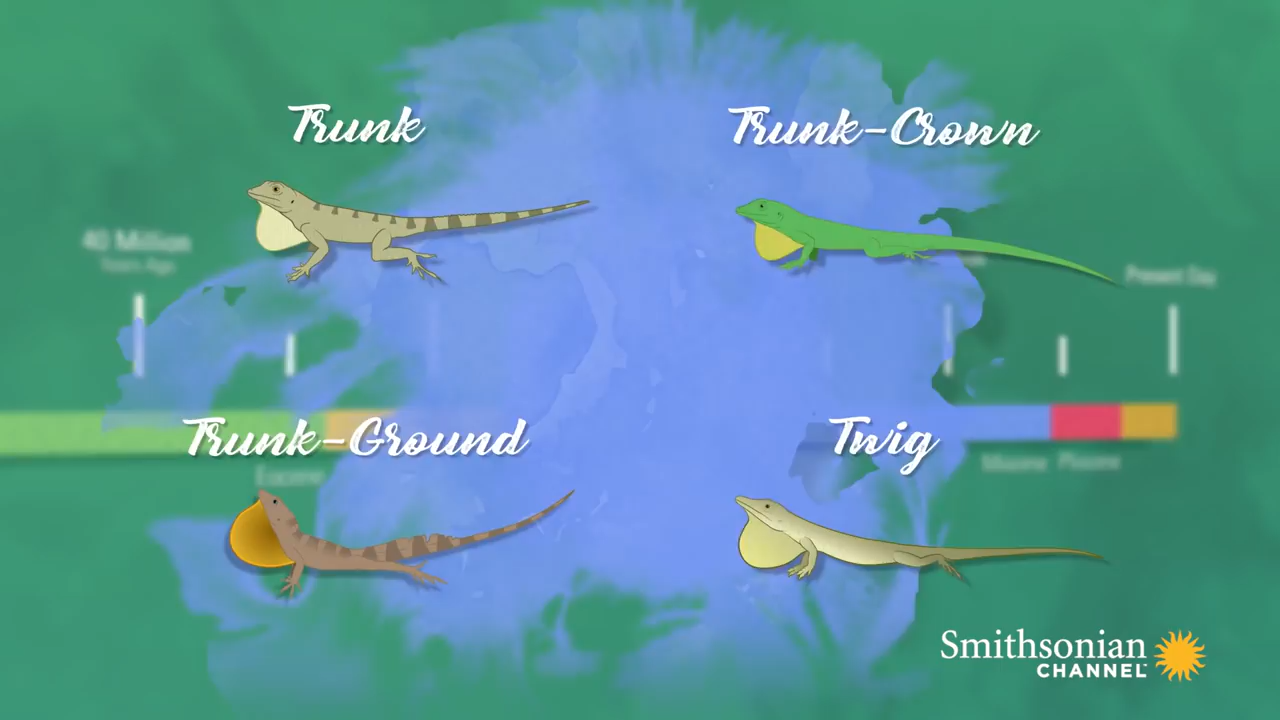 Trunk
Trunk-Crown
40 Million
Years Ago
Present Day
Trunk-Ground
Twig
Eocene
Miocene
Pliocene
Smithsonian
CHANNEL